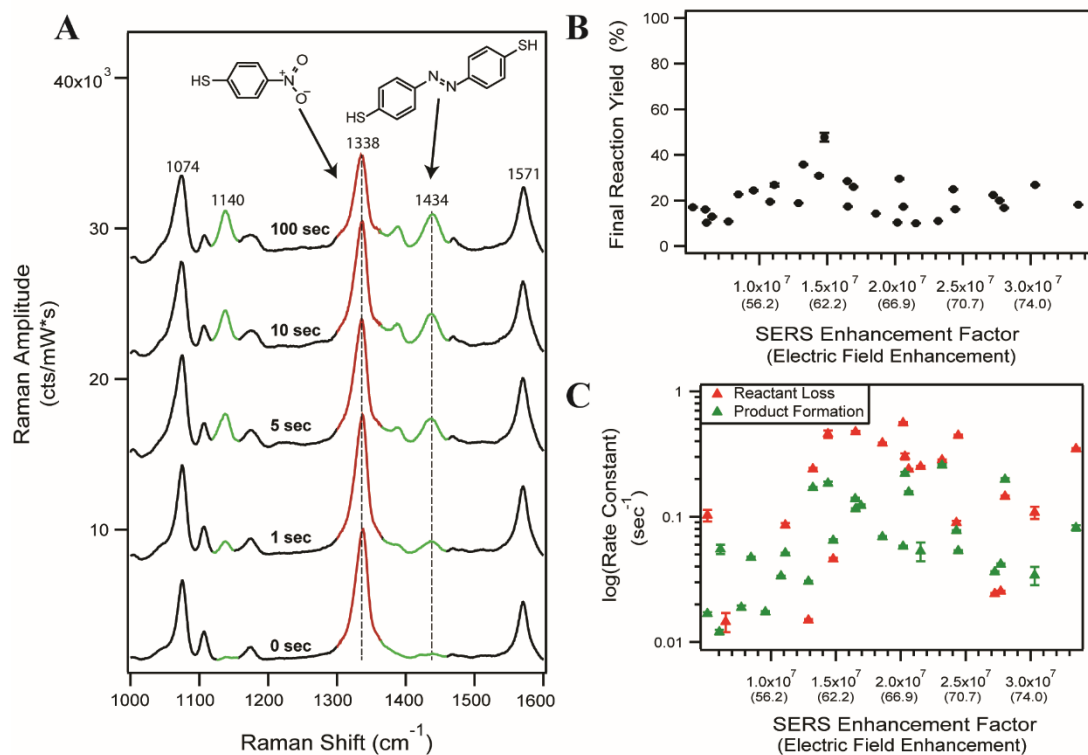 A
40x10³
30
20
10
Raman Amplitude
(cts/mW*s)
HS
N
+
O
O
−
HS
N
N
SH
1338
1074
1140
1434
1571
100 sec
10 sec
5 sec
1 sec
0 sec
1000
1100
1200
1300
1400
1500
1600
Raman Shift (cm⁻¹)
B
Final Reaction Yield (%)
100
80
60
40
20
0
1.0x10⁷ 1.5x10⁷ 2.0x10⁷ 2.5x10⁷ 3.0x10⁷
(56.2) (62.2) (66.9) (70.7) (74.0)
SERS Enhancement Factor
(Electric Field Enhancement)
C
log(Rate Constant)
(sec⁻¹)
1
0.1
0.01
Reactant Loss
Product Formation
1.0x10⁷ 1.5x10⁷ 2.0x10⁷ 2.5x10⁷ 3.0x10⁷
(56.2) (62.2) (66.9) (70.7) (74.0)
SERS Enhancement Factor
(Electric Field Enhancement)